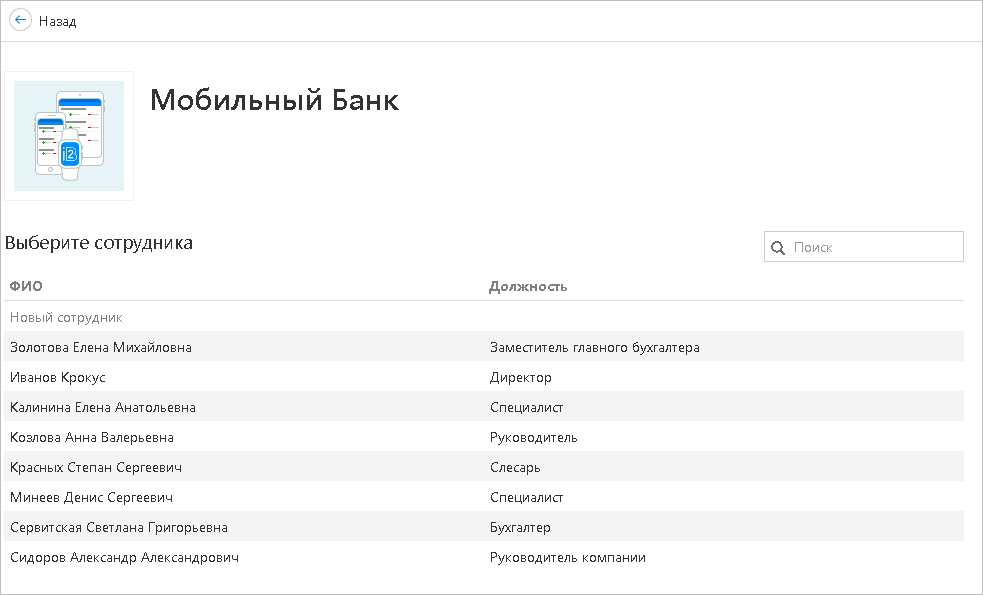 Назад
Мобильный Банк
i2
Выберите сотрудника
Поиск
ФИО Должность
Новый сотрудник
Золотова Елена Михайловна Заместитель главного бухгалтера
Иванов Крокус Директор
Калинина Елена Анатольевна Специалист
Козлова Анна Валерьевна Руководитель
Красных Степан Сергеевич Слесарь
Минеев Денис Сергеевич Специалист
Сервитская Светлана Григорьевна Бухгалтер
Сидоров Александр Александрович Руководитель компании